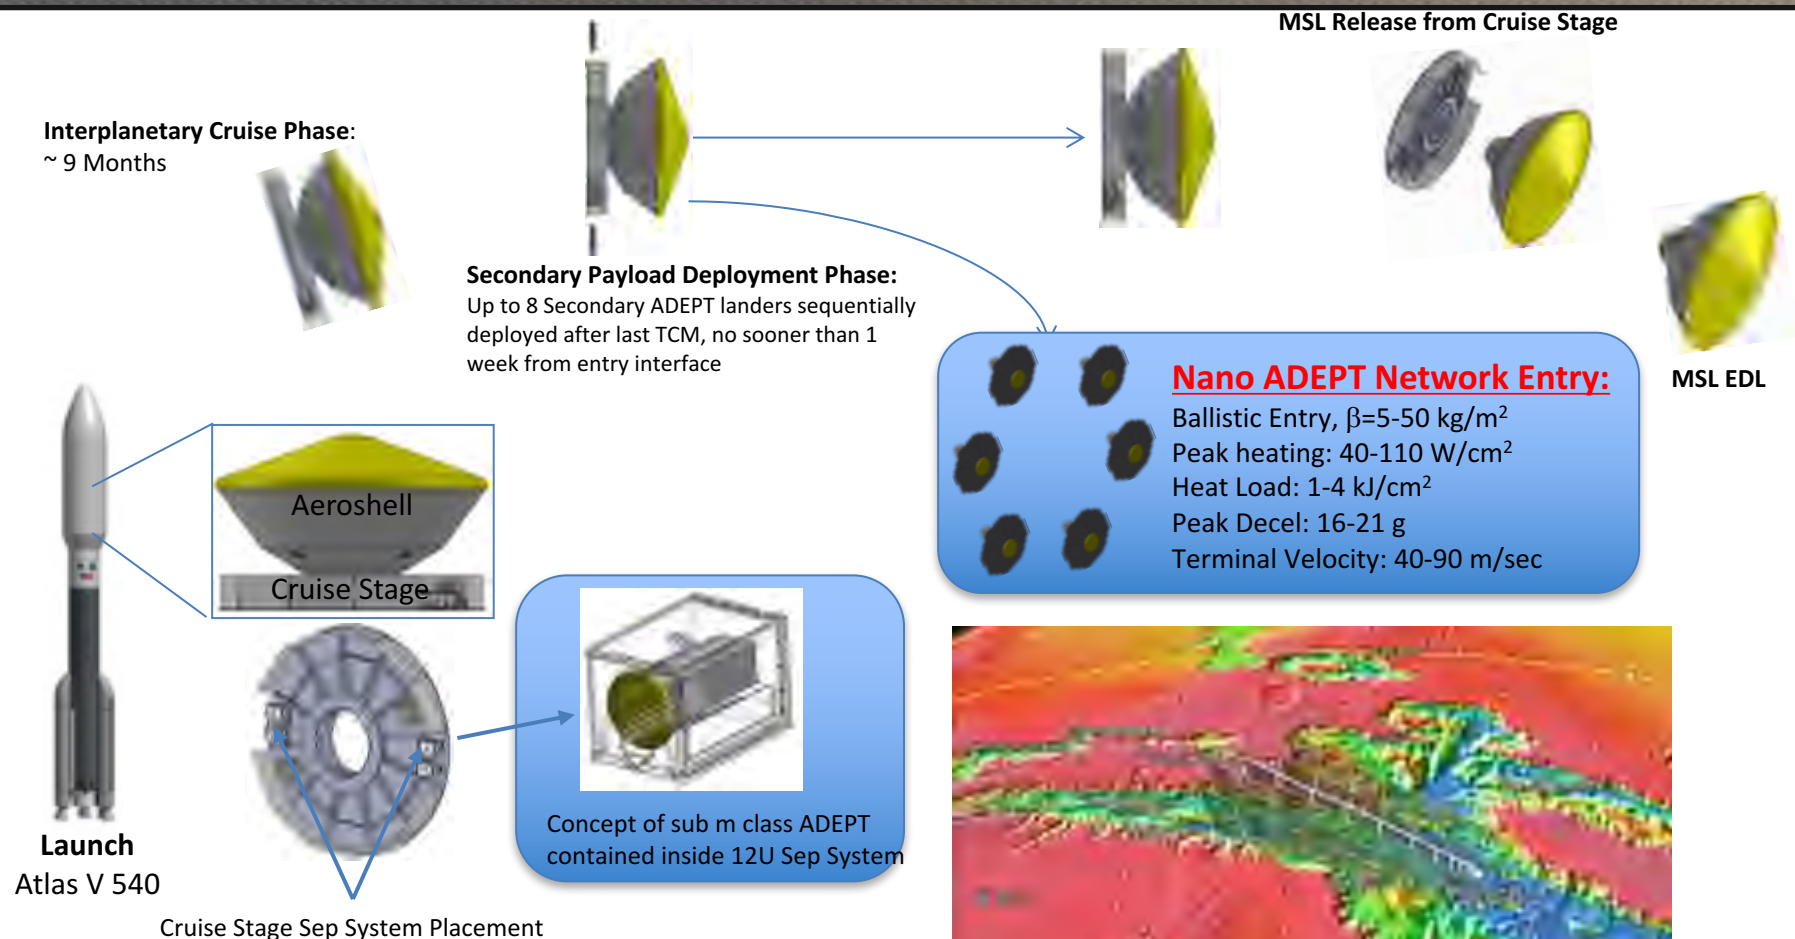 MSL Release from Cruise Stage
Interplanetary Cruise Phase:
~ 9 Months
Secondary Payload Deployment Phase:
Up to 8 Secondary ADEPT landers sequentially
deployed after last TCM, no sooner than 1
week from entry interface
Nano ADEPT Network Entry:
Ballistic Entry, β=5-50 kg/m²
Peak heating: 40-110 W/cm²
Heat Load: 1-4 kJ/cm²
Peak Decel: 16-21 g
Terminal Velocity: 40-90 m/sec
MSL EDL
Aeroshell
Cruise Stage
Concept of sub m class ADEPT
contained inside 12U Sep System
Launch
Atlas V 540
Cruise Stage Sep System Placement